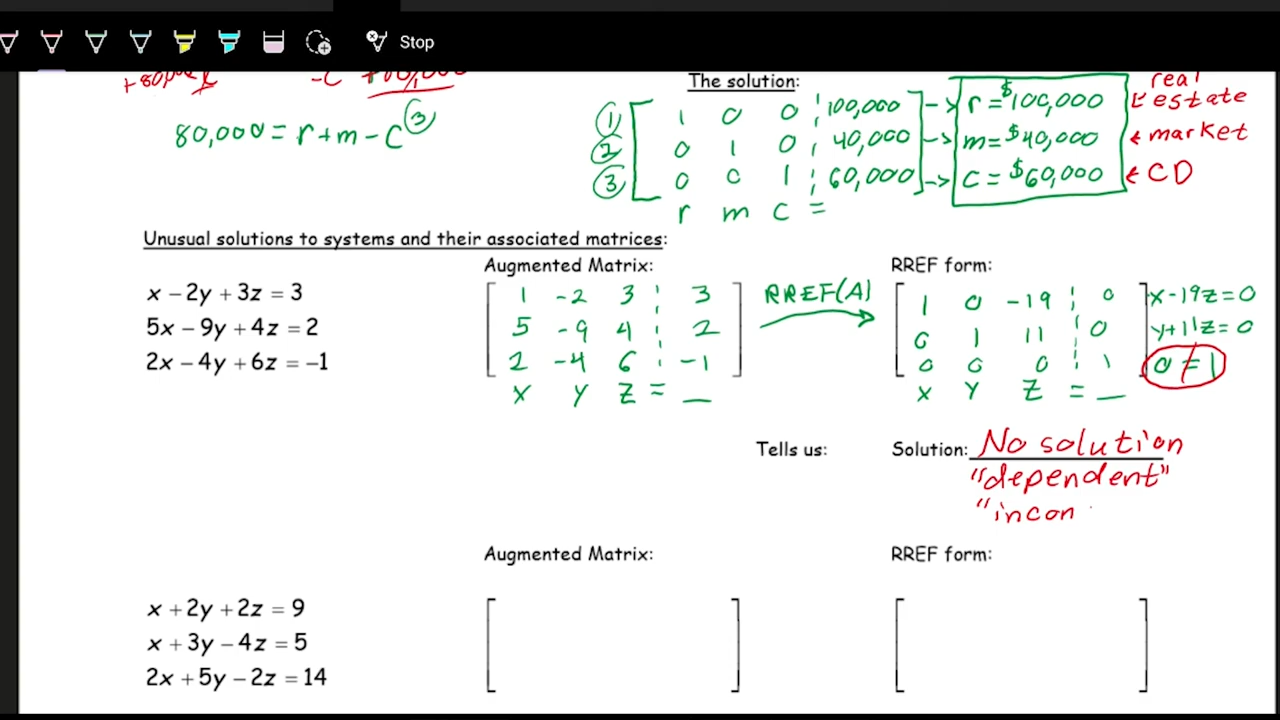 Stop
The solution:
80,000 = r + m - c ③
① [ 1 0 0 ¦ 100,000 ] -> r = $100,000 ← real estate
② [ 0 1 0 ¦ 40,000 ] -> m = $40,000 ← market
③ [ 0 0 1 ¦ 60,000 ] -> c = $60,000 ← CD
r m c =
Unusual solutions to systems and their associated matrices:
Augmented Matrix:
RREF form:
x − 2y + 3z = 3
5x − 9y + 4z = 2
2x − 4y + 6z = −1
1 -2 3 ¦ 3
5 -9 4 ¦ 2
2 -4 6 ¦ -1
x y z = _
RREF(A)
1 0 -19 ¦ 0
0 1 11 ¦ 0
0 0 0 ¦ 1
x y z = _
x - 19z = 0
y + 11z = 0
0 ≠ 1
Tells us:
Solution: No solution
"dependent"
"incon
Augmented Matrix:
RREF form:
x + 2y + 2z = 9
x + 3y − 4z = 5
2x + 5y − 2z = 14